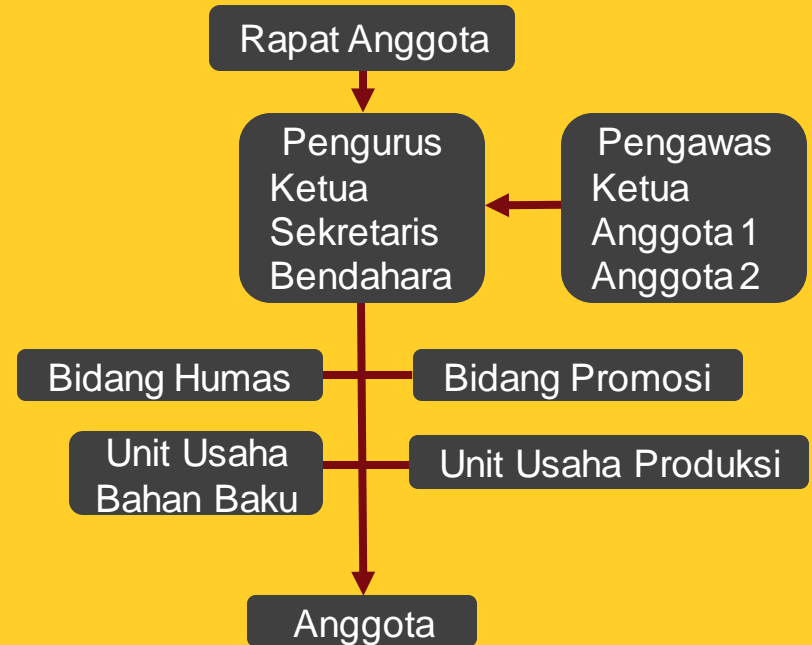 Rapat Anggota
Pengurus
Ketua
Sekretaris
Bendahara
Pengawas
Ketua
Anggota 1
Anggota 2
Bidang Humas
Bidang Promosi
Unit Usaha
Bahan Baku
Unit Usaha Produksi
Anggota